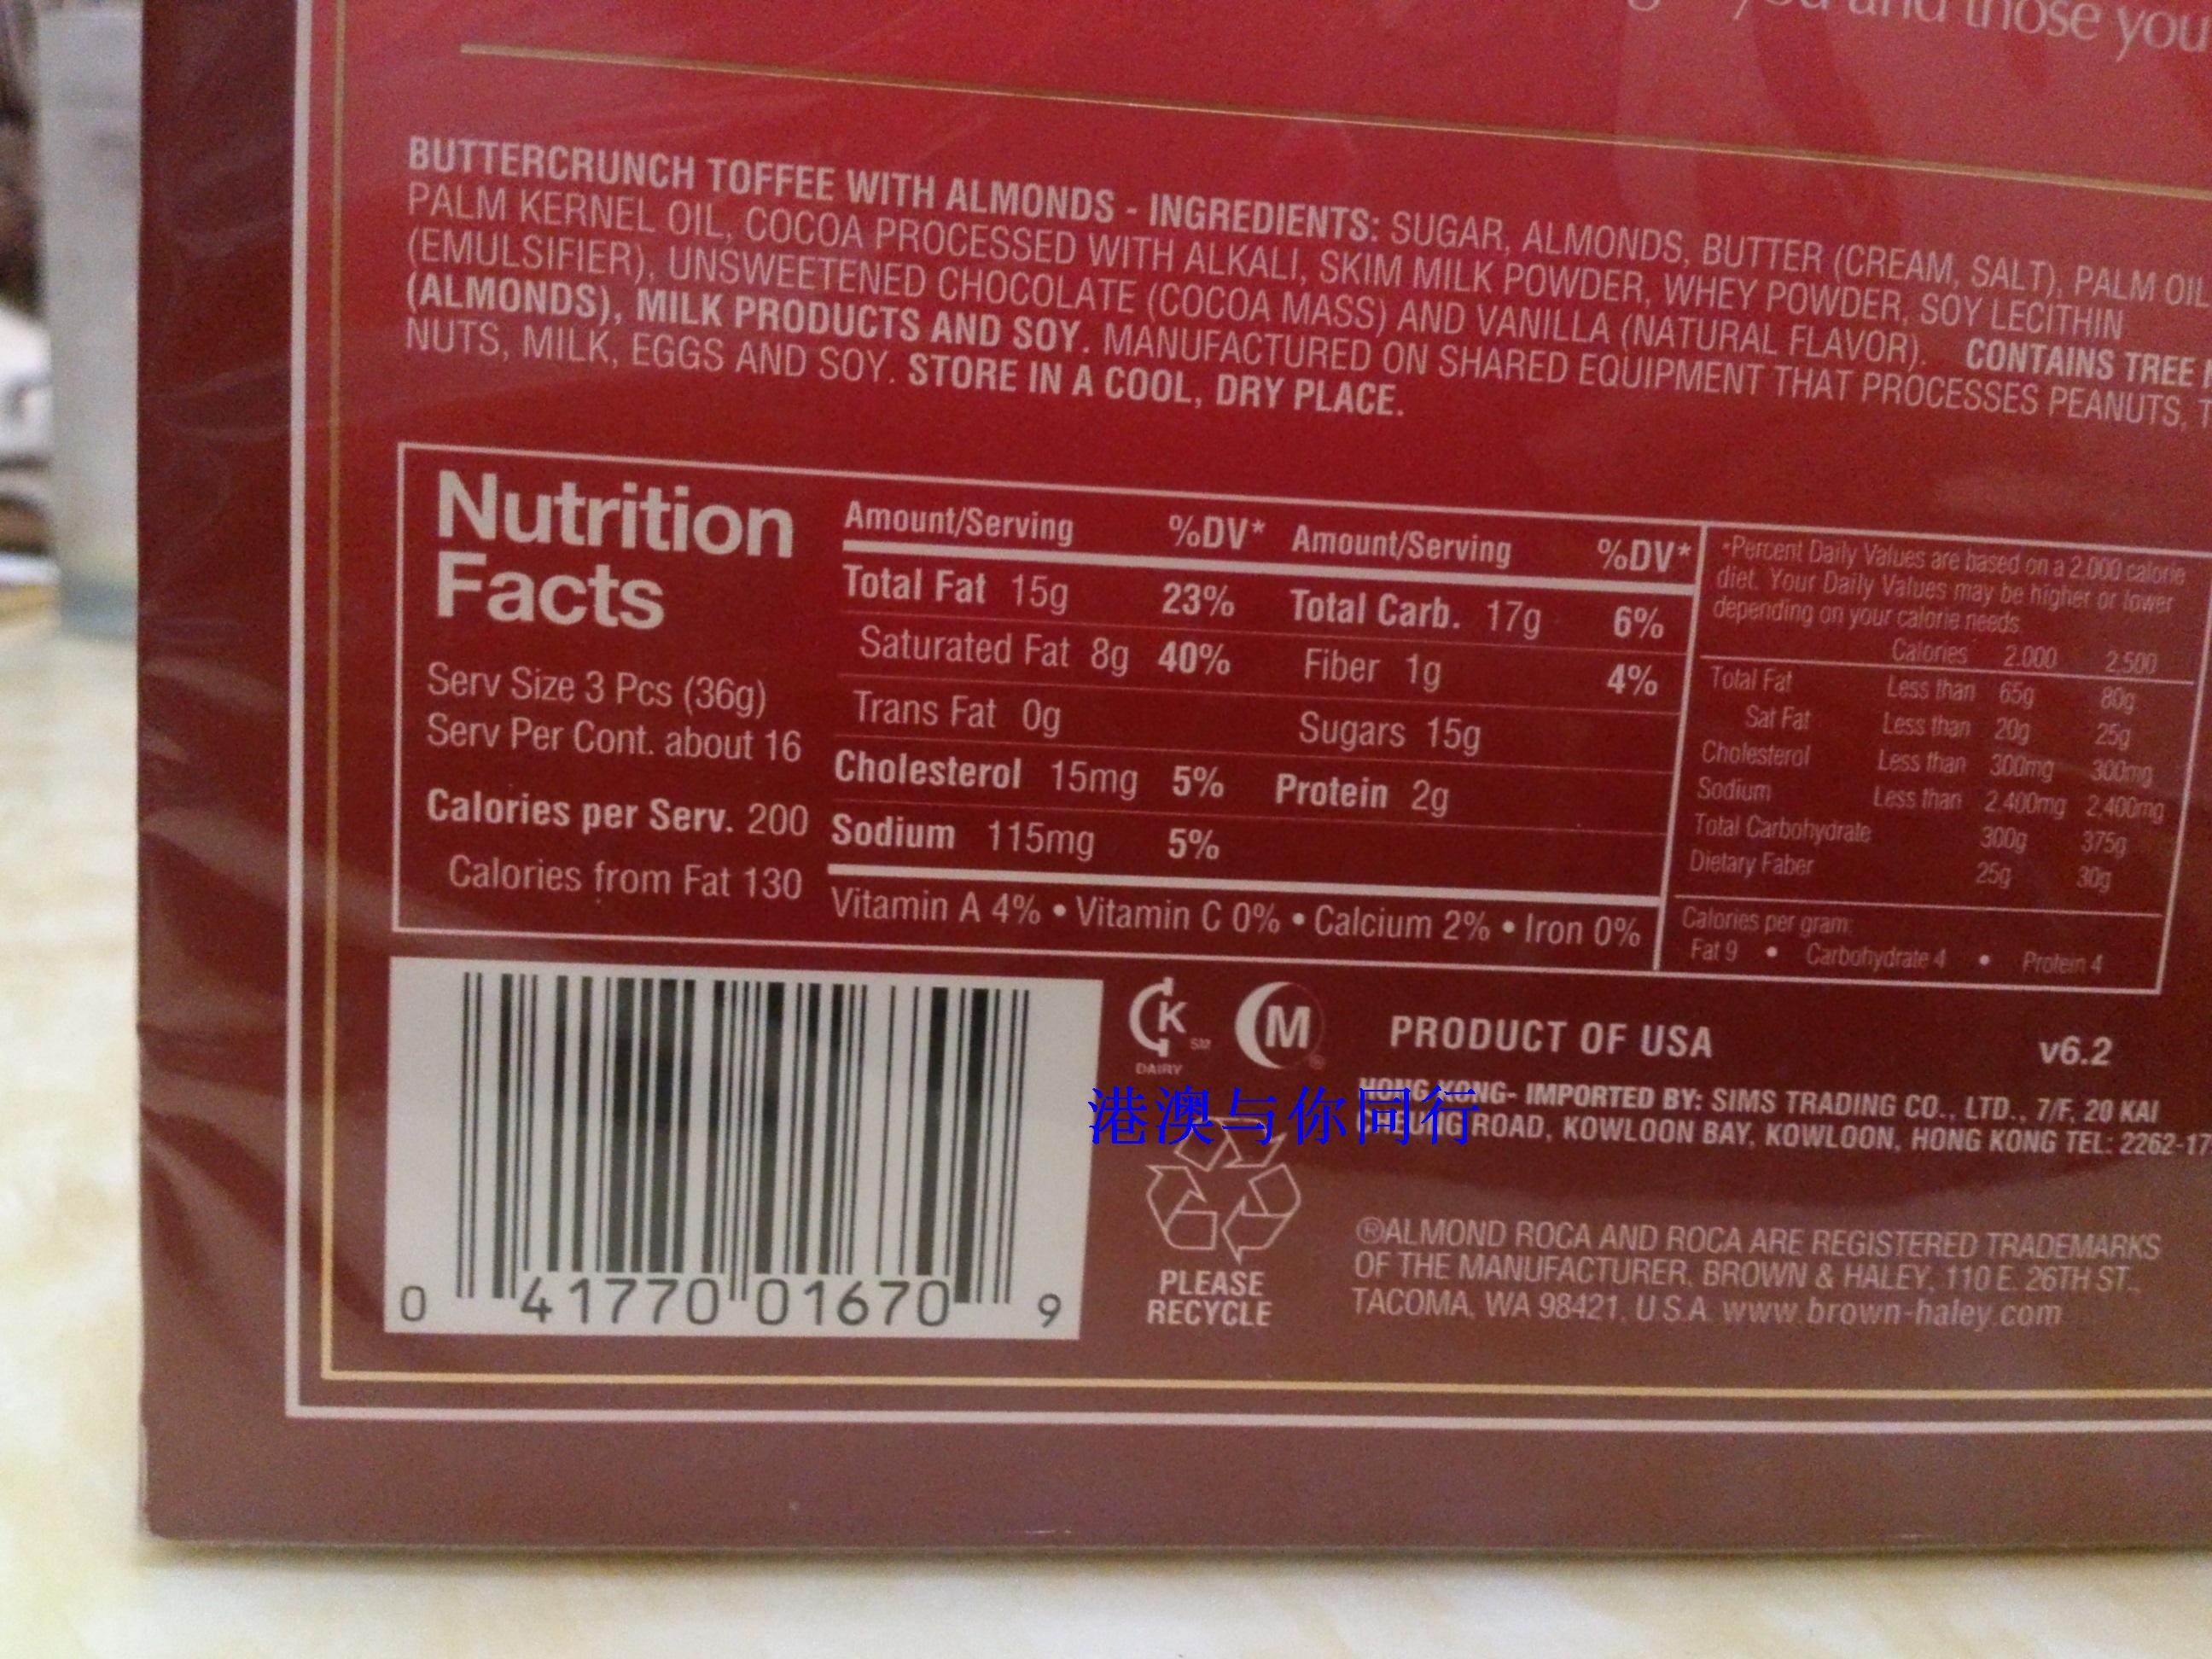 you and those you
BUTTERCRUNCH TOFFEE WITH ALMONDS - INGREDIENTS: SUGAR, ALMONDS, BUTTER (CREAM, SALT), PALM OIL
PALM KERNEL OIL, COCOA PROCESSED WITH ALKALI, SKIM MILK POWDER, WHEY POWDER, SOY LECITHIN
(EMULSIFIER), UNSWEETENED CHOCOLATE (COCOA MASS) AND VANILLA (NATURAL FLAVOR). CONTAINS TREE
(ALMONDS), MILK PRODUCTS AND SOY. MANUFACTURED ON SHARED EQUIPMENT THAT PROCESSES PEANUTS,
NUTS, MILK, EGGS AND SOY. STORE IN A COOL, DRY PLACE.
Nutrition
Facts
Serv Size 3 Pcs (36g)
Serv Per Cont. about 16
Calories per Serv. 200
Calories from Fat 130
Amount/Serving %DV* Amount/Serving %DV*
Total Fat 15g 23% Total Carb. 17g 6%
Saturated Fat 8g 40% Fiber 1g 4%
Trans Fat 0g Sugars 15g
Cholesterol 15mg 5% Protein 2g
Sodium 115mg 5%
Vitamin A 4% • Vitamin C 0% • Calcium 2% • Iron 0%
*Percent Daily Values are based on a 2,000 calorie
diet. Your Daily Values may be higher or lower
depending on your calorie needs.
Calories 2,000 2,500
Total Fat Less than 65g 80g
Sat Fat Less than 20g 25g
Cholesterol Less than 300mg 300mg
Sodium Less than 2,400mg 2,400mg
Total Carbohydrate 300g 375g
Dietary Faber 25g 30g
Calories per gram:
Fat 9 • Carbohydrate 4 • Protein 4
0 41770 01670 9
K SM
DAIRY
M ®
PRODUCT OF USA v6.2
HONG KONG- IMPORTED BY: SIMS TRADING CO., LTD., 7/F, 20 KAI
CHEUNG ROAD, KOWLOON BAY, KOWLOON, HONG KONG TEL: 2262-17
港澳与你同行
PLEASE
RECYCLE
®ALMOND ROCA AND ROCA ARE REGISTERED TRADEMARKS
OF THE MANUFACTURER, BROWN & HALEY, 110 E. 26TH ST.,
TACOMA, WA 98421, U.S.A. www.brown-haley.com